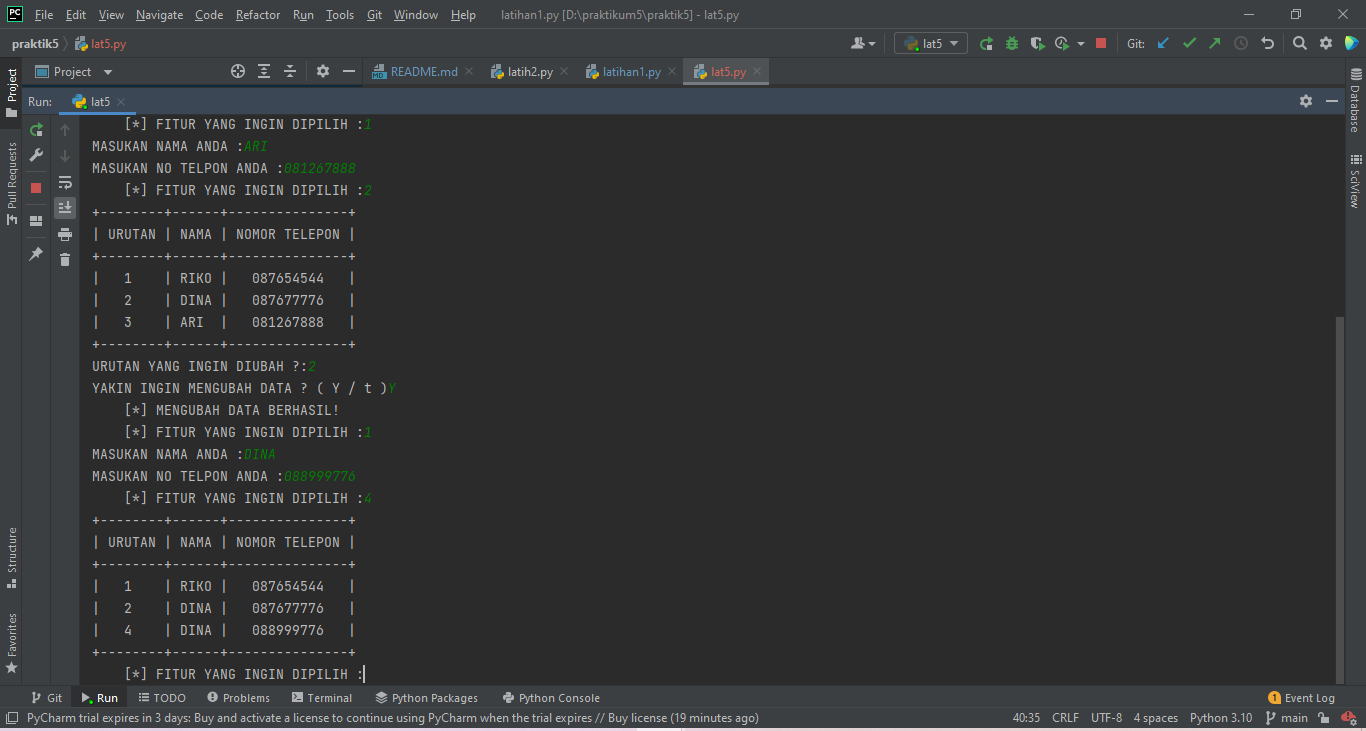 PC File Edit View Navigate Code Refactor Run Tools Git Window Help latihan1.py [D:\praktikum5\praktik5] - lat5.py
praktik5 lat5.py lat5 Git:
Project README.md latih2.py latihan1.py lat5.py
Run: lat5
[*] FITUR YANG INGIN DIPILIH :1
MASUKAN NAMA ANDA :ARI
MASUKAN NO TELPON ANDA :081267888
[*] FITUR YANG INGIN DIPILIH :2
+--------+------+---------------+
| URUTAN | NAMA | NOMOR TELEPON |
+--------+------+---------------+
| 1 | RIKO | 087654544 |
| 2 | DINA | 087677776 |
| 3 | ARI | 081267888 |
+--------+------+---------------+
URUTAN YANG INGIN DIUBAH ?:2
YAKIN INGIN MENGUBAH DATA ? ( Y / t )Y
[*] MENGUBAH DATA BERHASIL!
[*] FITUR YANG INGIN DIPILIH :1
MASUKAN NAMA ANDA :DINA
MASUKAN NO TELPON ANDA :088999776
[*] FITUR YANG INGIN DIPILIH :4
+--------+------+---------------+
| URUTAN | NAMA | NOMOR TELEPON |
+--------+------+---------------+
| 1 | RIKO | 087654544 |
| 2 | DINA | 087677776 |
| 4 | DINA | 088999776 |
+--------+------+---------------+
[*] FITUR YANG INGIN DIPILIH :
Project
Pull Requests
Structure
Favorites
Database
SciView
Git Run TODO Problems Terminal Python Packages Python Console 1 Event Log
PyCharm trial expires in 3 days: Buy and activate a license to continue using PyCharm when the trial expires // Buy license (19 minutes ago) 40:35 CRLF UTF-8 4 spaces Python 3.10 main